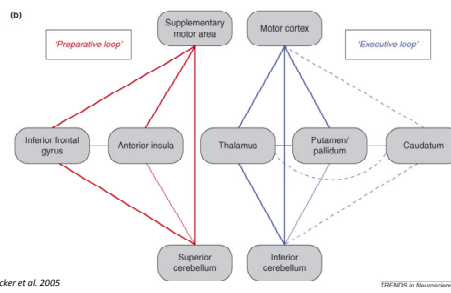 (b)
Supplementary
motor area
Motor cortex
'Preparative loop'
'Executive loop'
Inferior frontal
gyrus
Anterior insula
Thalamus
Putamen/
pallidum
Caudatum
Superior
cerebellum
Inferior
cerebellum
cker et al. 2005
TRENDS in Neuroscience